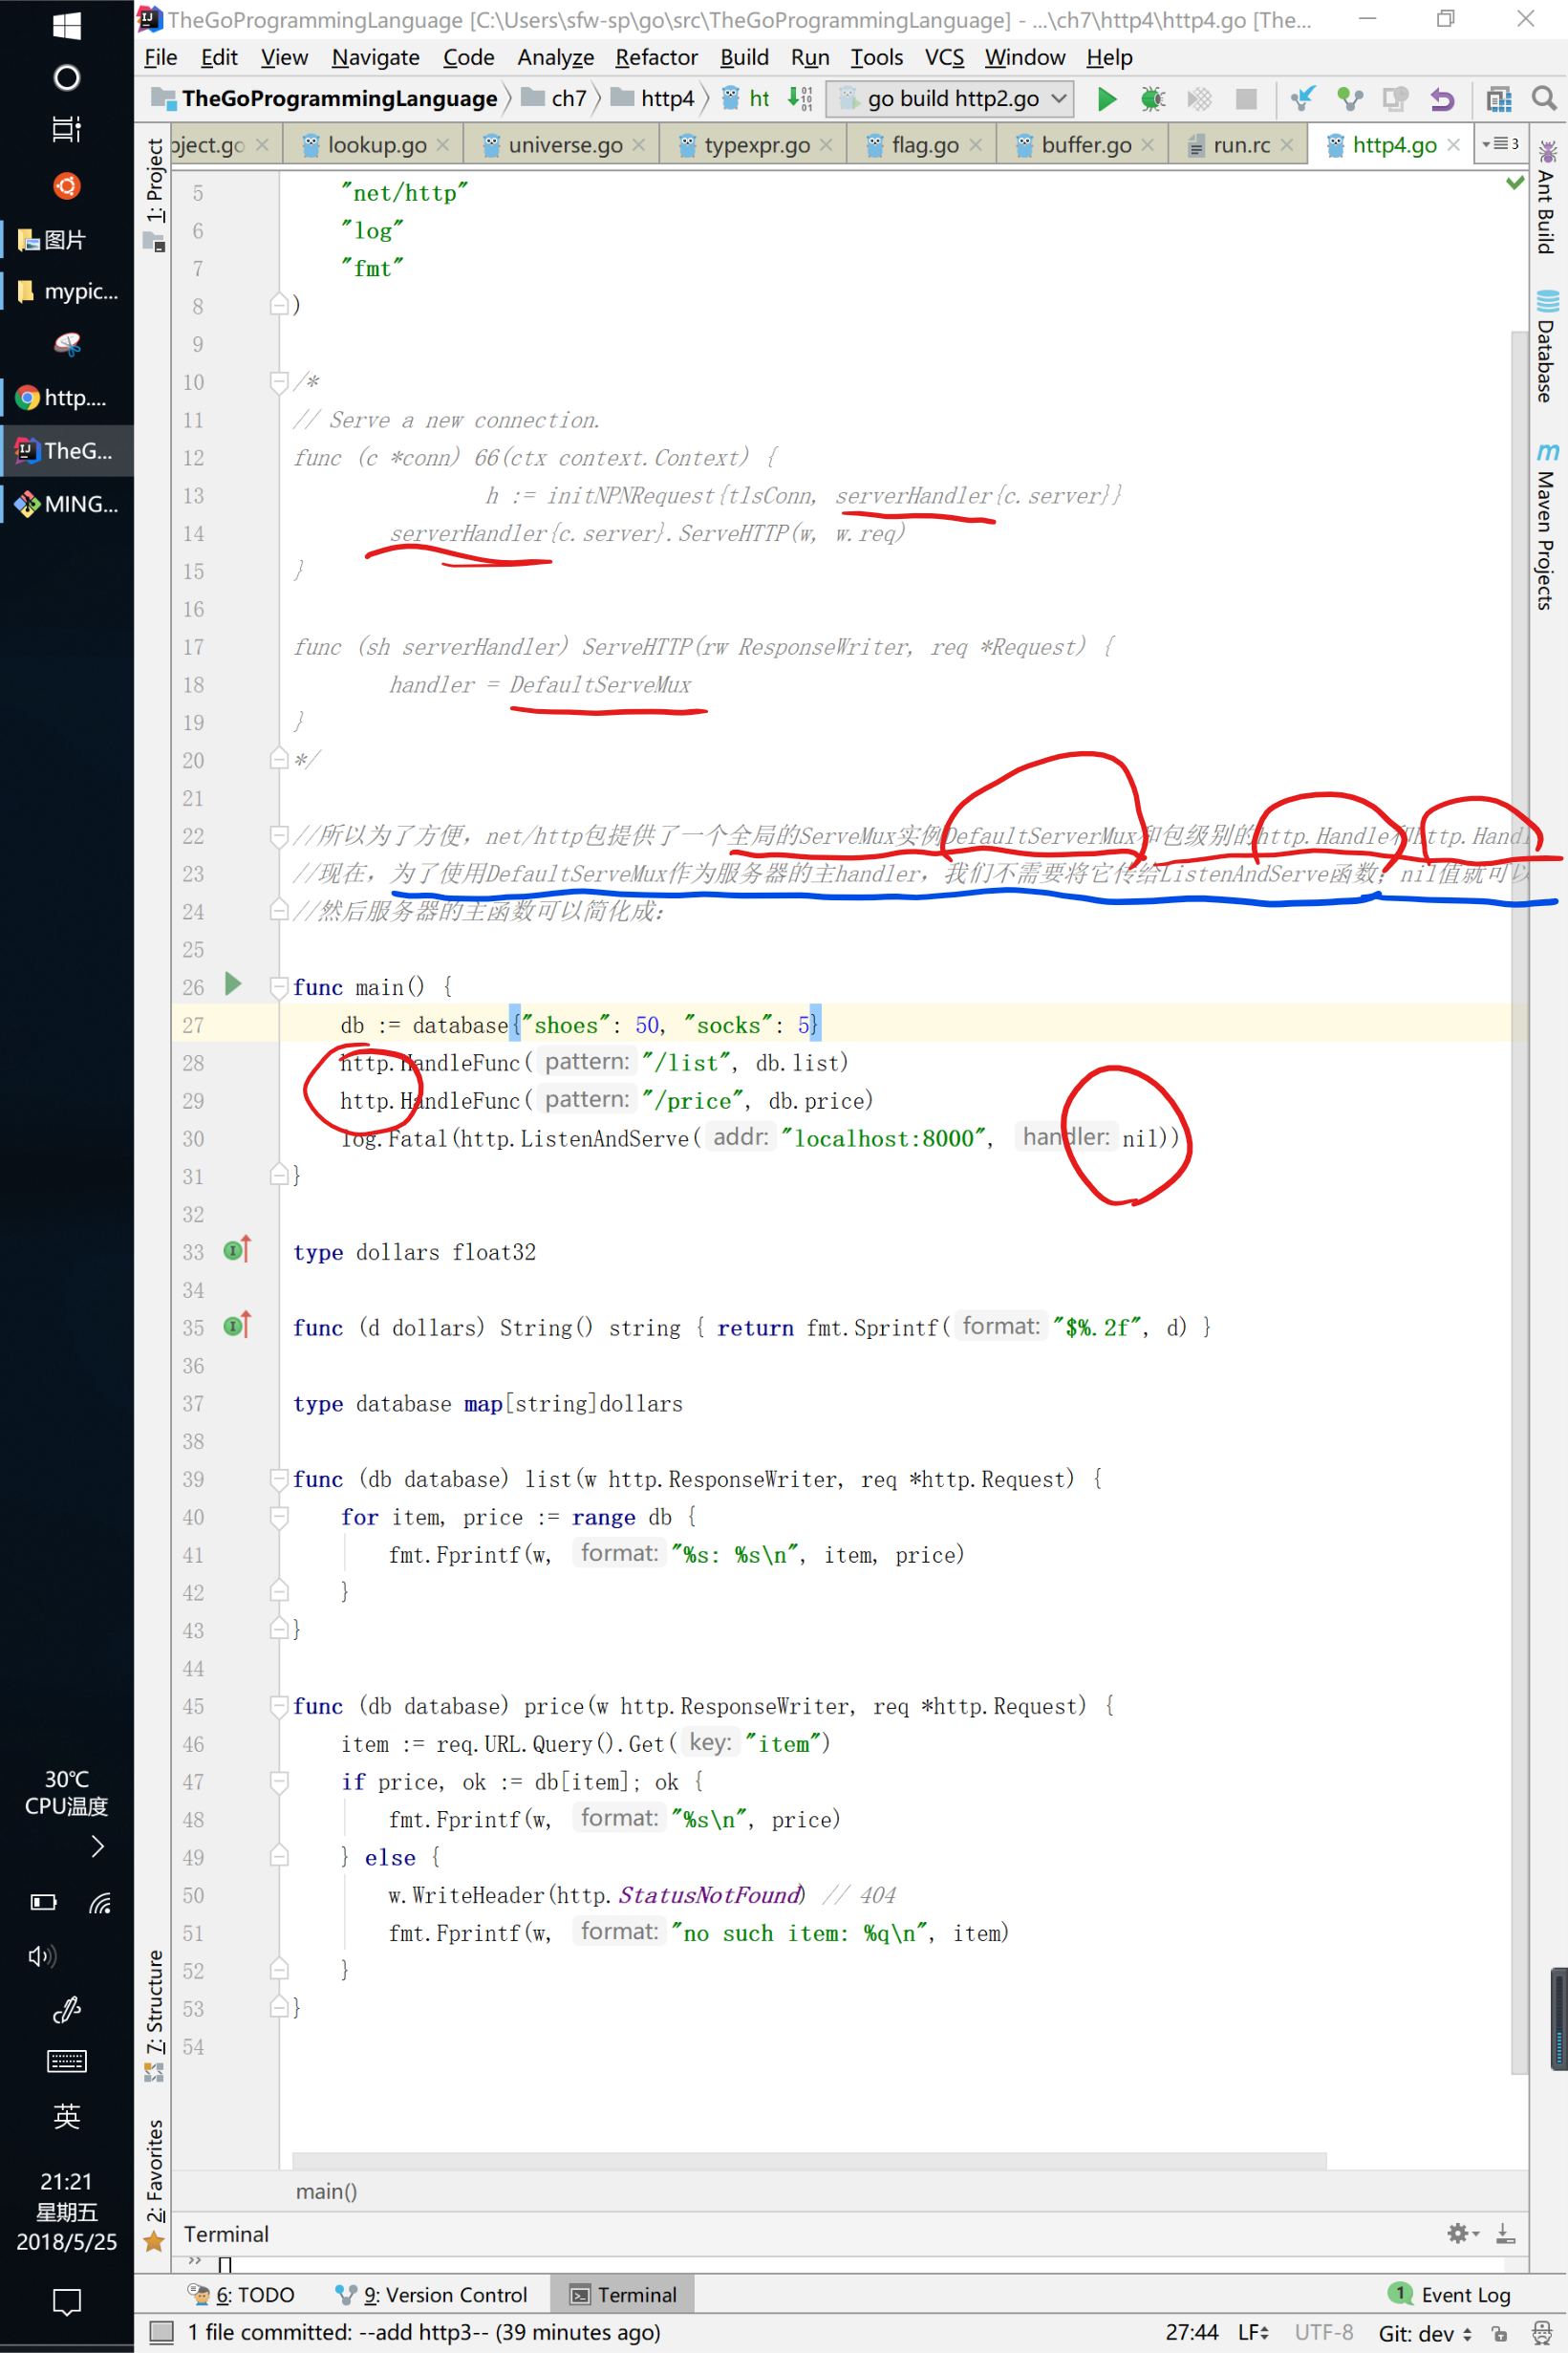 TheGoProgrammingLanguage [C:\Users\sfw-sp\go\src\TheGoProgrammingLanguage] - ...\ch7\http4\http4.go [The...
File Edit View Navigate Code Analyze Refactor Build Run Tools VCS Window Help
TheGoProgrammingLanguage ch7 http4 ht go build http2.go
oject.go lookup.go universe.go typexpr.go flag.go buffer.go run.rc http4.go 3
图片
mypic...
http....
TheG...
MING...
30℃
CPU温度
英
21:21
星期五
2018/5/25
1: Project
7: Structure
2: Favorites
5 "net/http"
6 "log"
7 "fmt"
8 )
9
10 /*
11 // Serve a new connection.
12 func (c *conn) 66(ctx context.Context) {
13 h := initNPNRequest{tlsConn, serverHandler{c.server}}
14 serverHandler{c.server}.ServeHTTP(w, w.req)
15 }
16
17 func (sh serverHandler) ServeHTTP(rw ResponseWriter, req *Request) {
18 handler = DefaultServeMux
19 }
20 */
21
22 //所以为了方便，net/http包提供了一个全局的ServeMux实例DefaultServerMux和包级别的http.Handle和http.Handl
23 //现在，为了使用DefaultServeMux作为服务器的主handler，我们不需要将它传给ListenAndServe函数；nil值就可以
24 //然后服务器的主函数可以简化成：
25
26 func main() {
27 db := database{"shoes": 50, "socks": 5}
28 http.HandleFunc( pattern: "/list", db.list)
29 http.HandleFunc( pattern: "/price", db.price)
30 log.Fatal(http.ListenAndServe( addr: "localhost:8000", handler: nil))
31 }
32
33 type dollars float32
34
35 func (d dollars) String() string { return fmt.Sprintf( format: "$%.2f", d) }
36
37 type database map[string]dollars
38
39 func (db database) list(w http.ResponseWriter, req *http.Request) {
40 for item, price := range db {
41 fmt.Fprintf(w, format: "%s: %s\n", item, price)
42 }
43 }
44
45 func (db database) price(w http.ResponseWriter, req *http.Request) {
46 item := req.URL.Query().Get( key: "item")
47 if price, ok := db[item]; ok {
48 fmt.Fprintf(w, format: "%s\n", price)
49 } else {
50 w.WriteHeader(http.StatusNotFound) // 404
51 fmt.Fprintf(w, format: "no such item: %q\n", item)
52 }
53 }
54
Ant Build
Database
m Maven Projects
main()
Terminal
6: TODO 9: Version Control Terminal 1 Event Log
1 file committed: --add http3-- (39 minutes ago) 27:44 LF UTF-8 Git: dev